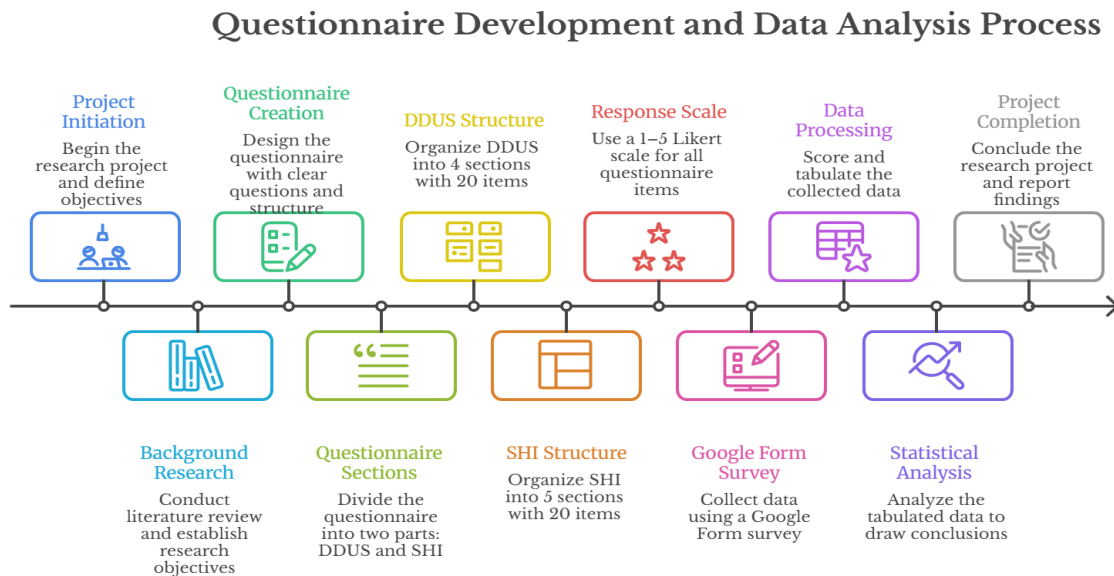 Questionnaire Development and Data Analysis Process
Project
Initiation
Begin the
research project
and define
objectives
Questionnaire
Creation
Design the
questionnaire
with clear
questions and
structure
DDUS Structure
Organize DDUS
into 4 sections
with 20 items
Response Scale
Use a 1–5 Likert
scale for all
questionnaire
items
Data
Processing
Score and
tabulate the
collected data
Project
Completion
Conclude the
research project
and report
findings
Background
Research
Conduct
literature review
and establish
research
objectives
Questionnaire
Sections
Divide the
questionnaire
into two parts:
DDUS and SHI
SHI Structure
Organize SHI
into 5 sections
with 20 items
Google Form
Survey
Collect data
using a Google
Form survey
Statistical
Analysis
Analyze the
tabulated data to
draw conclusions